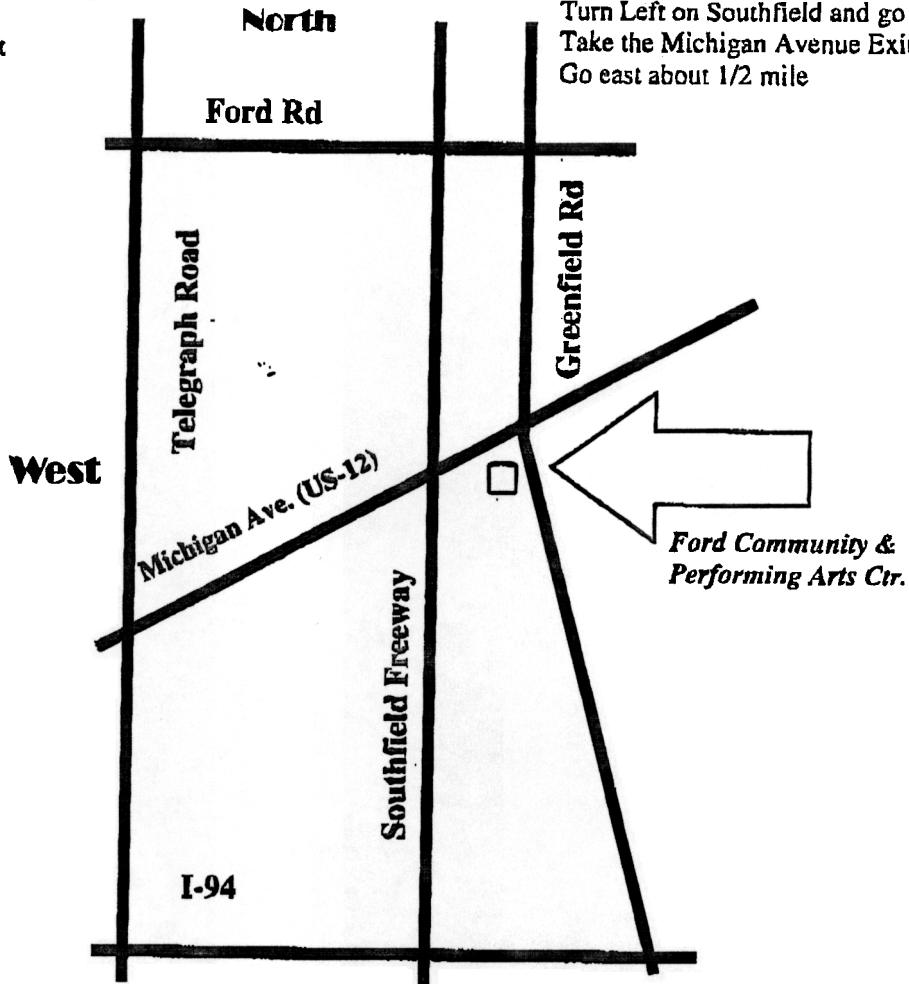 North
Turn Left on Southfield and go
Take the Michigan Avenue
Go east about 1/2 mile
Ford Rd
Greenfield Rd
Telegraph Road
West
Michigan Ave. (US-12)
Ford Community &
Performing Arts Ctr.
Southfield Freeway
I-94